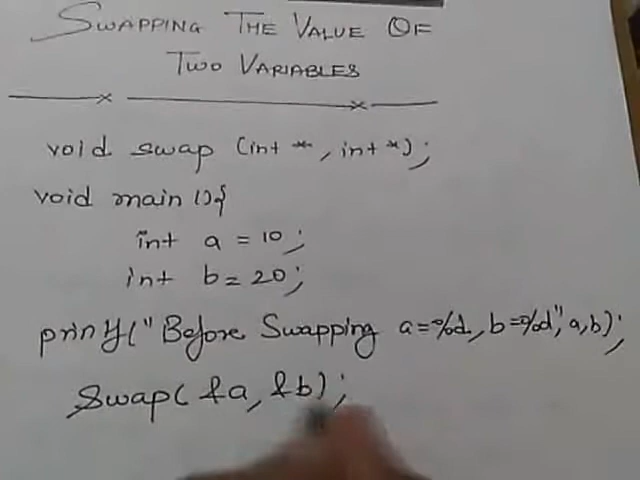 SWAPPING THE VALUE OF
TWO VARIABLES
void swap (int *, int *);
void main (){
int a = 10;
int b = 20;
printf("Before Swapping a=%d, b=%d", a,b);
Swap( &a, &b);